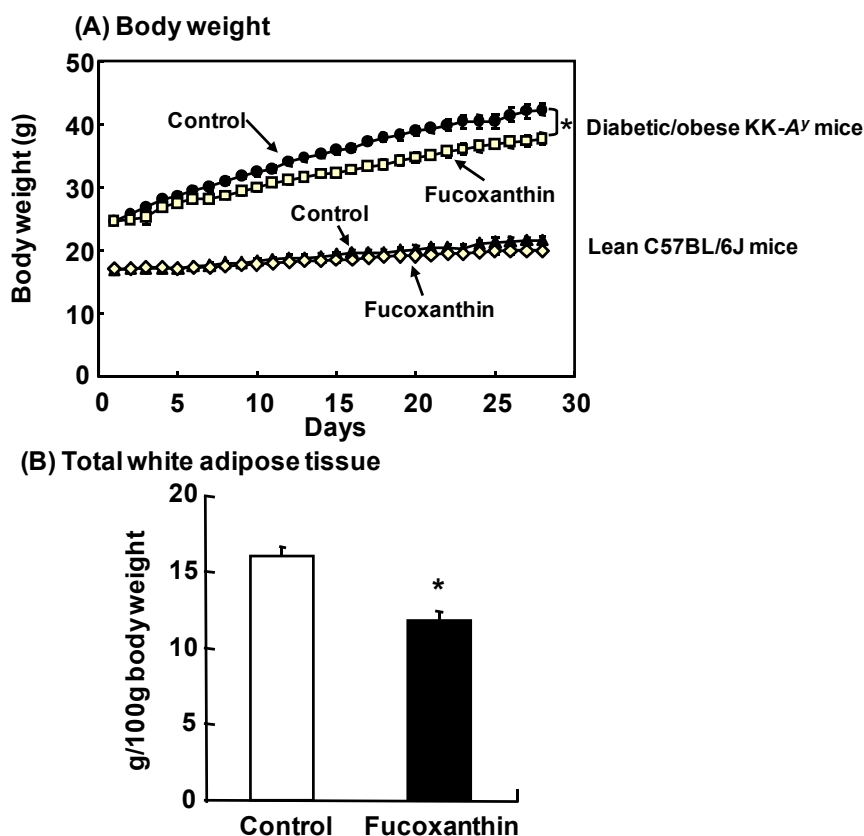 (A) Body weight
50
40
30
20
10
0
Body weight (g)
Control
*
Diabetic/obese KK-Aʸ mice
Fucoxanthin
Control
Lean C57BL/6J mice
Fucoxanthin
0 5 10 15 20 25 30
Days
(B) Total white adipose tissue
20
15
10
5
0
g/100g body weight
*
Control Fucoxanthin